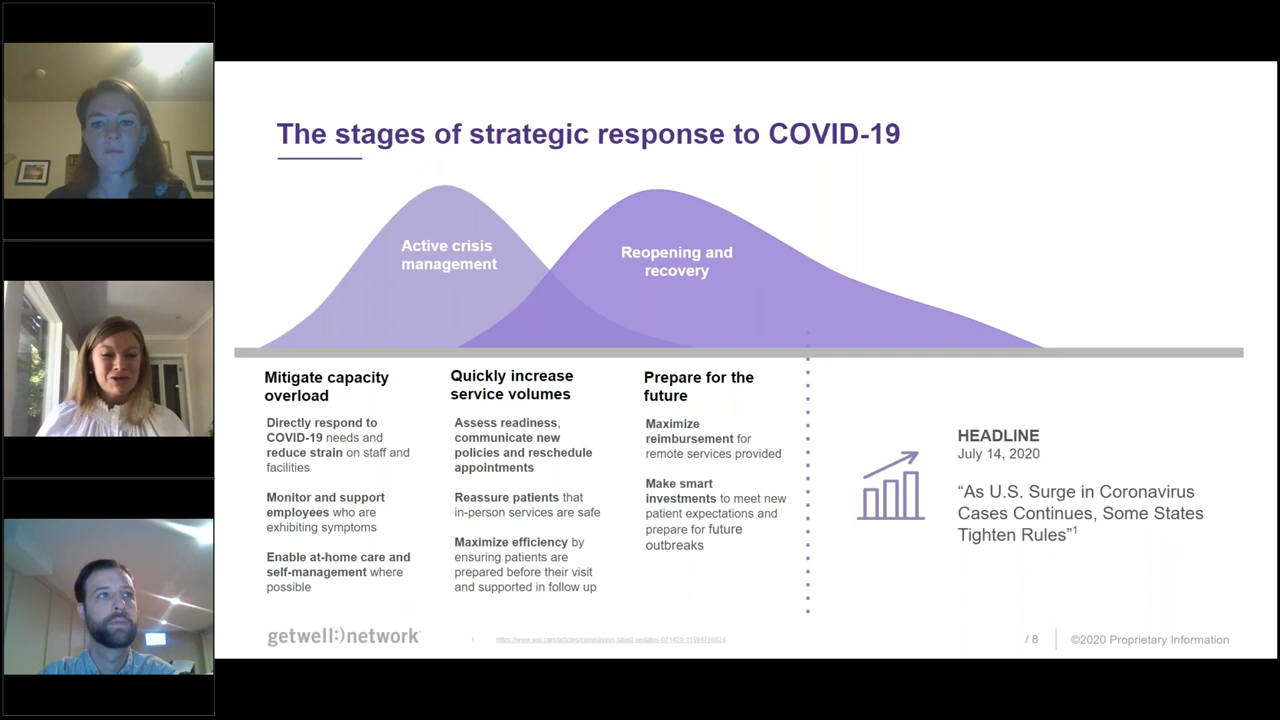 The stages of strategic response to COVID-19
Active crisis
management
Reopening and
recovery
Mitigate capacity
overload
Directly respond to
COVID-19 needs and
reduce strain on staff and
facilities
Monitor and support
employees who are
exhibiting symptoms
Enable at-home care and
self-management where
possible
Quickly increase
service volumes
Assess readiness,
communicate new
policies and reschedule
appointments
Reassure patients that
in-person services are safe
Maximize efficiency by
ensuring patients are
prepared before their visit
and supported in follow up
Prepare for the
future
Maximize
reimbursement for
remote services provided
Make smart
investments to meet new
patient expectations and
prepare for future
outbreaks
HEADLINE
July 14, 2020
“As U.S. Surge in Coronavirus
Cases Continues, Some States
Tighten Rules”1
getwell:)network
1
/ 8
©2020 Proprietary Information